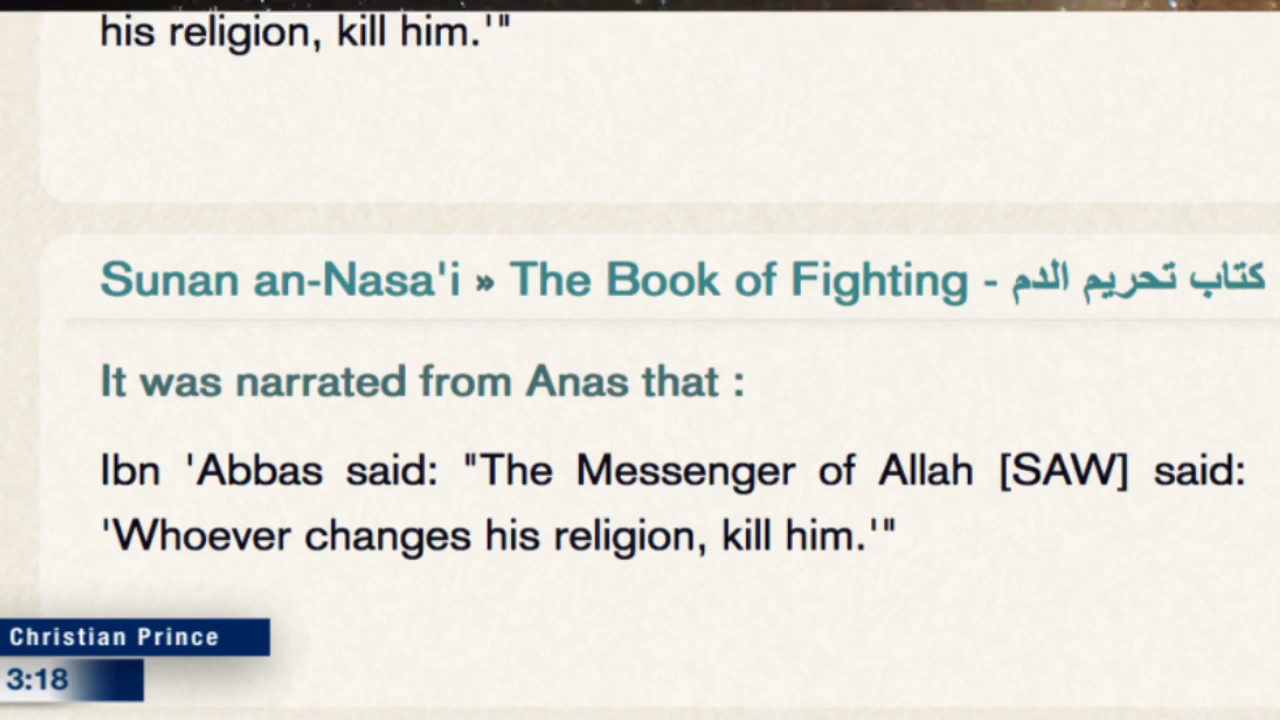 his religion, kill him.'"
Sunan an-Nasa'i » The Book of Fighting - كتاب تحريم الدم
It was narrated from Anas that :
Ibn 'Abbas said: "The Messenger of Allah [SAW] said:
'Whoever changes his religion, kill him.'"
Christian Prince
3:18